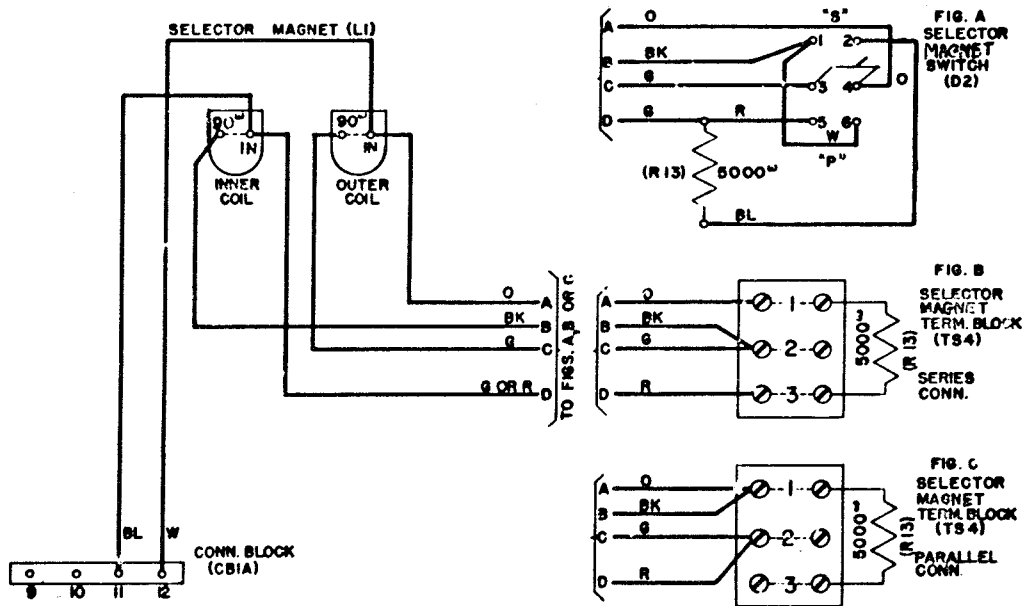 SELECTOR MAGNET (L1)
90ω
IN
INNER
COIL
90ω
IN
OUTER
COIL
O
A
BK
B
G
C
G OR R
D
TO FIGS. A, B OR C
BL
W
CONN. BLOCK
(CB1A)
9 10 11 12
FIG. A
SELECTOR
MAGNET
SWITCH
(D2)
A O "S"
B BK 1 2
C G 3 4 O
D G R 5 6
W
"P"
(R13) 5000ω
BL
FIG. B
SELECTOR
MAGNET
TERM. BLOCK
(TS4)
SERIES
CONN.
A O 1
B BK
C G 2
D R 3
5000ω
(R13)
FIG. C
SELECTOR
MAGNET
TERM. BLOCK
(TS4)
PARALLEL
CONN.
A O 1
B BK
C G 2
D R 3
5000ω
(R13)